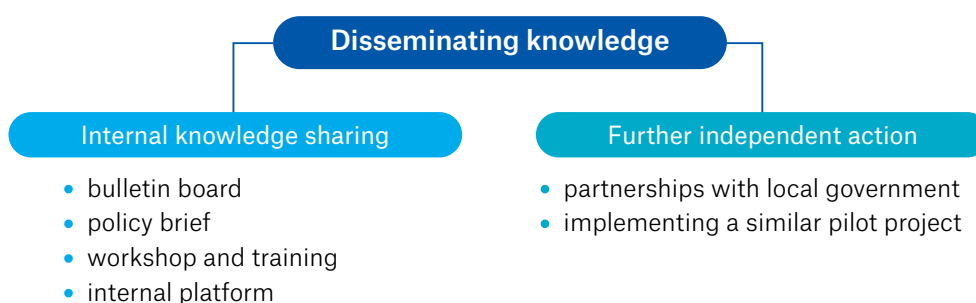 Disseminating knowledge
Internal knowledge sharing
• bulletin board
• policy brief
• workshop and training
• internal platform
Further independent action
• partnerships with local government
• implementing a similar pilot project